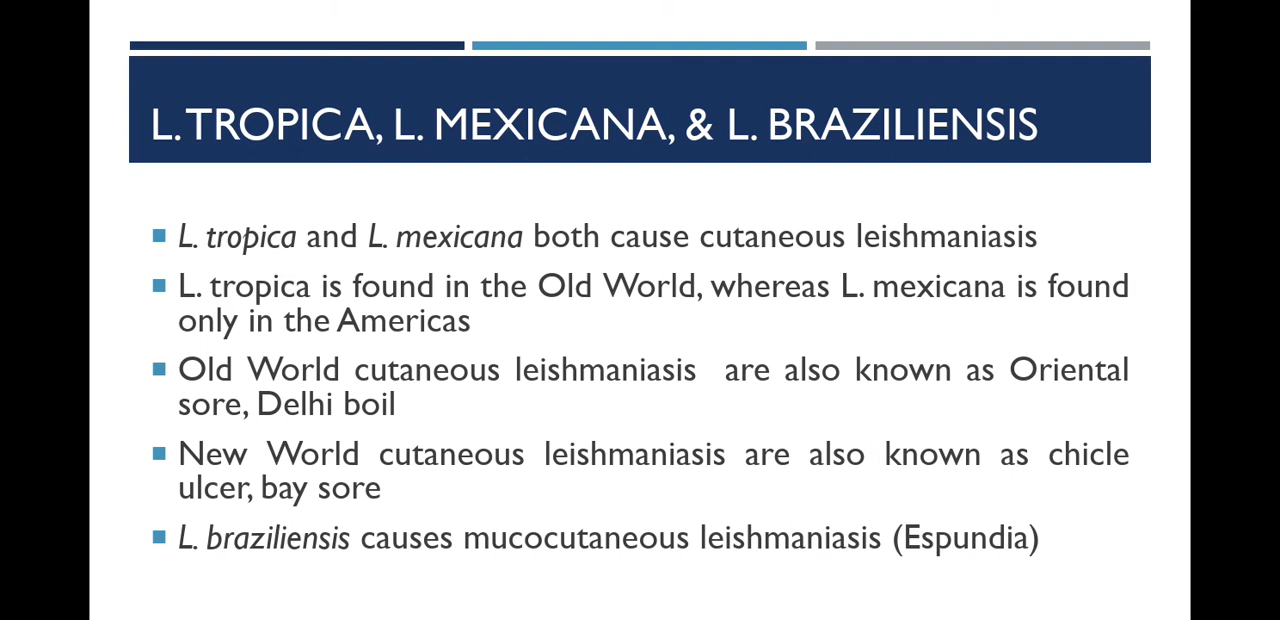 L. TROPICA, L. MEXICANA, & L. BRAZILIENSIS
L. tropica and L. mexicana both cause cutaneous leishmaniasis
L. tropica is found in the Old World, whereas L. mexicana is found
only in the Americas
Old World cutaneous leishmaniasis are also known as Oriental
sore, Delhi boil
New World cutaneous leishmaniasis are also known as chicle
ulcer, bay sore
L. braziliensis causes mucocutaneous leishmaniasis (Espundia)